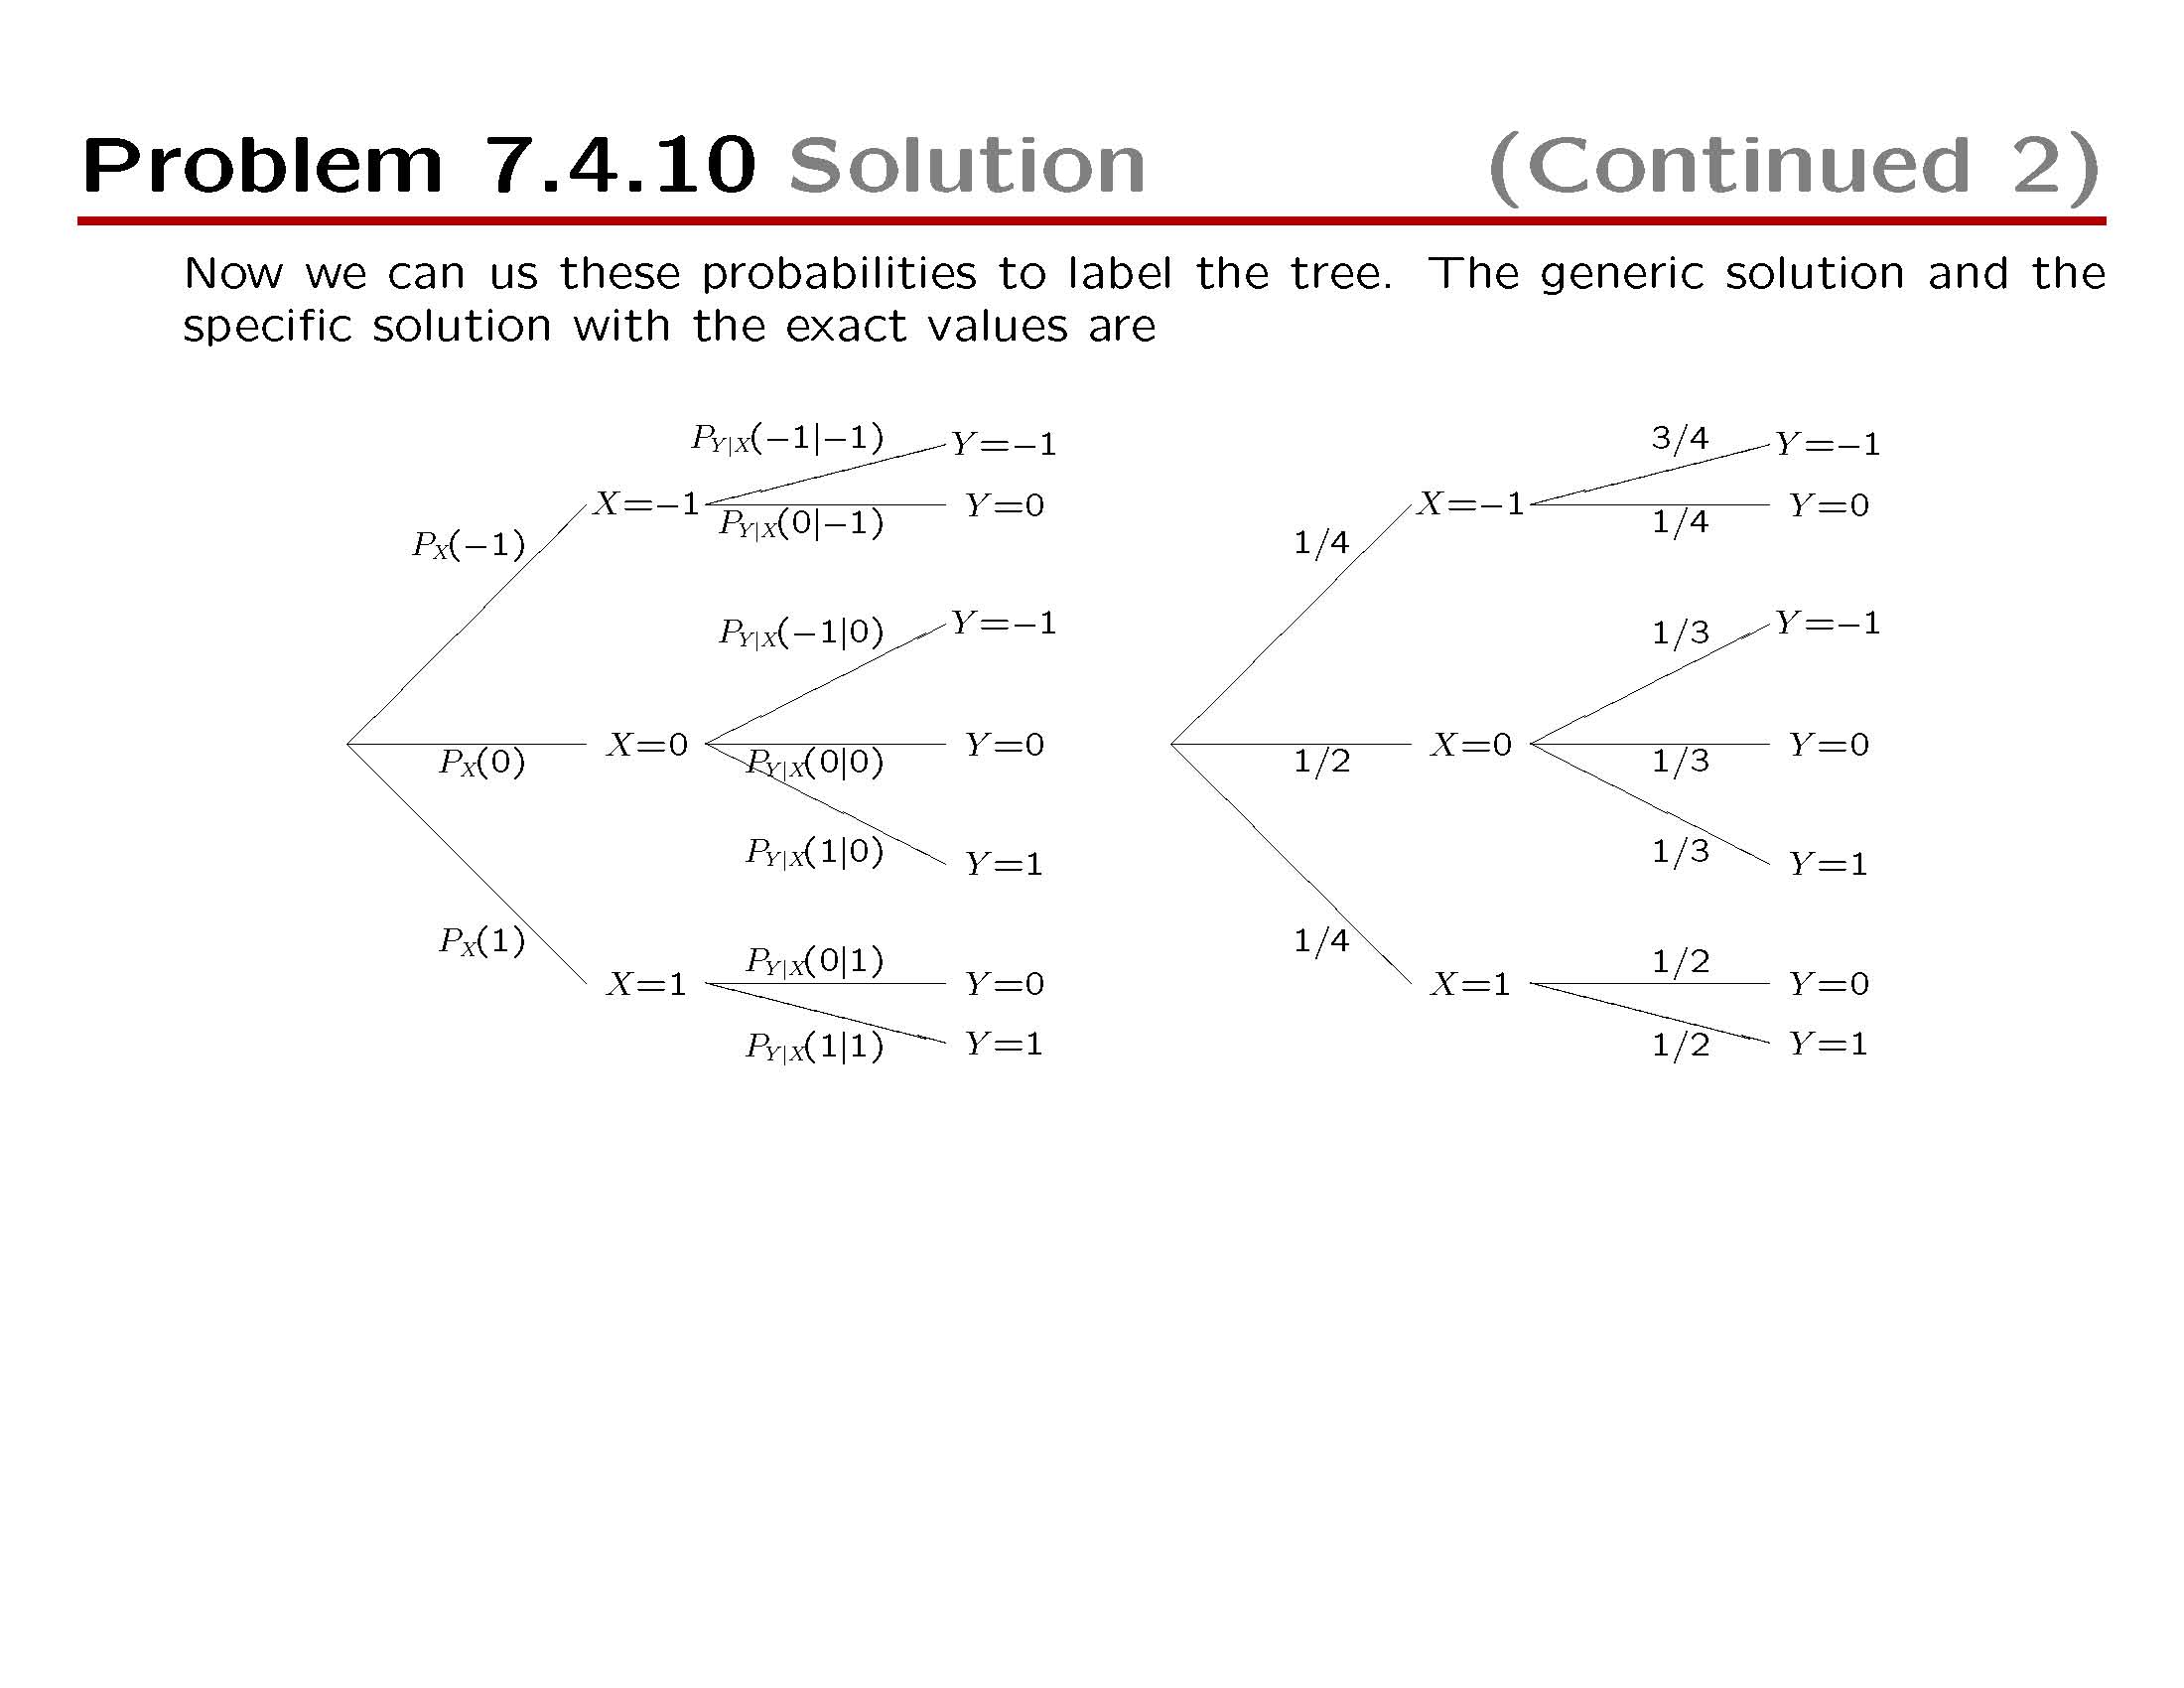 Problem 7.4.10 Solution (Continued 2)
Now we can us these probabilities to label the tree. The generic solution and the
specific solution with the exact values are
P_{Y|X}(−1|−1) Y=−1
X=−1
P_{Y|X}(0|−1) Y=0
P_X(−1)
P_{Y|X}(−1|0) Y=−1
X=0
P_X(0)
P_{Y|X}(0|0) Y=0
P_{Y|X}(1|0) Y=1
P_X(1)
X=1
P_{Y|X}(0|1) Y=0
P_{Y|X}(1|1) Y=1
3/4 Y=−1
X=−1
1/4 Y=0
1/4
1/3 Y=−1
X=0
1/2
1/3 Y=0
1/3 Y=1
1/4
X=1
1/2 Y=0
1/2 Y=1